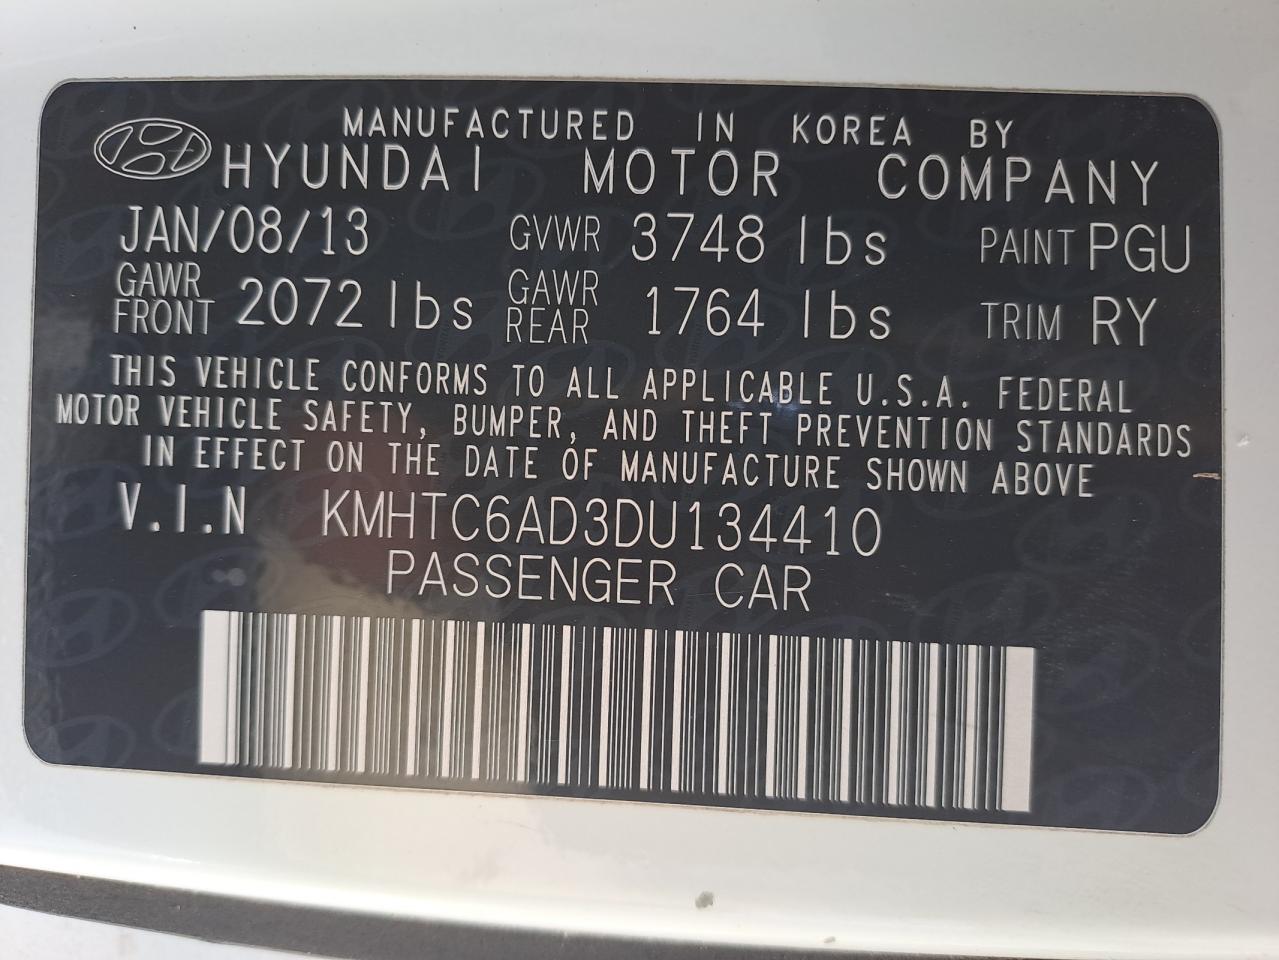 MANUFACTURED IN KOREA BY
HYUNDAI MOTOR COMPANY
JAN/08/13 GVWR 3748 lbs PAINT PGU
GAWR FRONT 2072 lbs GAWR REAR 1764 lbs TRIM RY
THIS VEHICLE CONFORMS TO ALL APPLICABLE U.S.A. FEDERAL
MOTOR VEHICLE SAFETY, BUMPER, AND THEFT PREVENTION STANDARDS
IN EFFECT ON THE DATE OF MANUFACTURE SHOWN ABOVE
V.I.N KMHTC6AD3DU134410
PASSENGER CAR